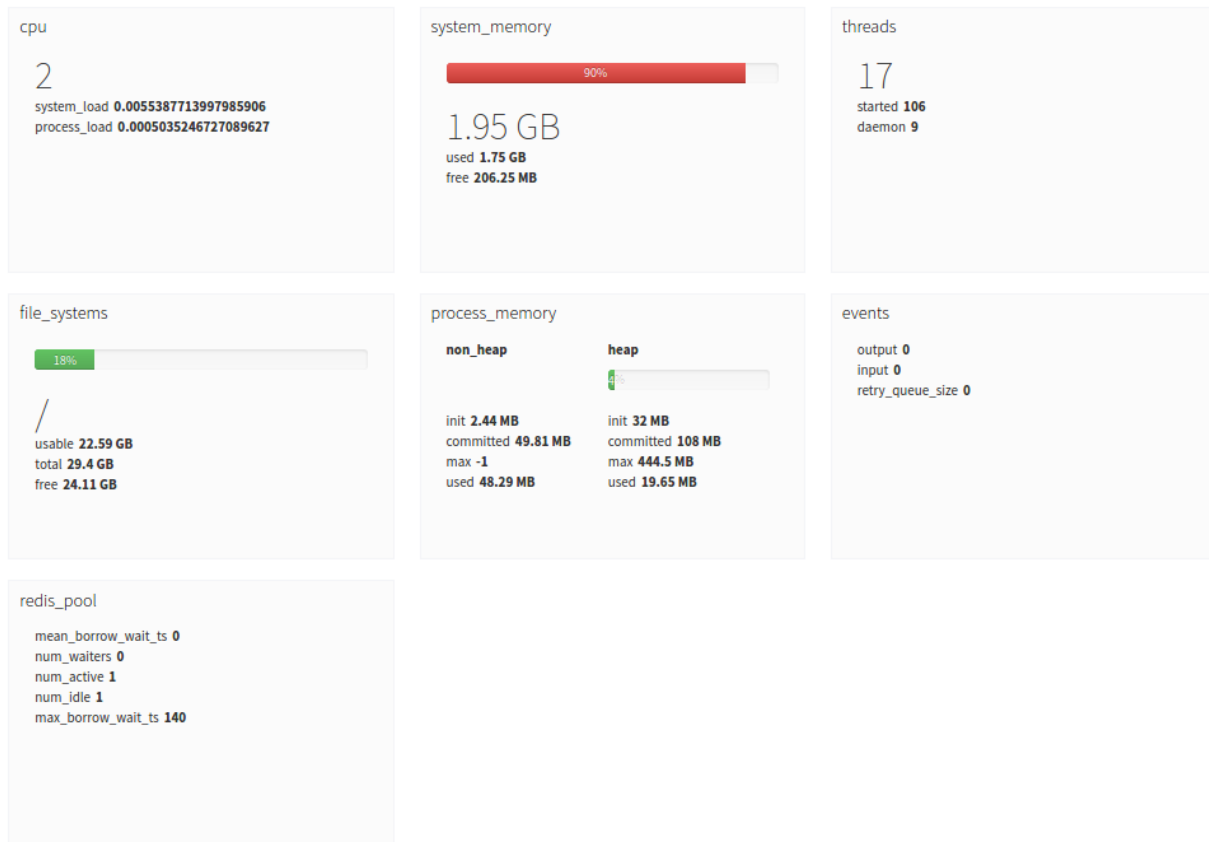 cpu
2
system_load 0.0055387713997985906
process_load 0.0005035246727089627
system_memory
90%
1.95 GB
used 1.75 GB
free 206.25 MB
threads
17
started 106
daemon 9
file_systems
18%
/
usable 22.59 GB
total 29.4 GB
free 24.11 GB
process_memory
non_heap
init 2.44 MB
committed 49.81 MB
max -1
used 48.29 MB
heap
4%
init 32 MB
committed 108 MB
max 444.5 MB
used 19.65 MB
events
output 0
input 0
retry_queue_size 0
redis_pool
mean_borrow_wait_ts 0
num_waiters 0
num_active 1
num_idle 1
max_borrow_wait_ts 140